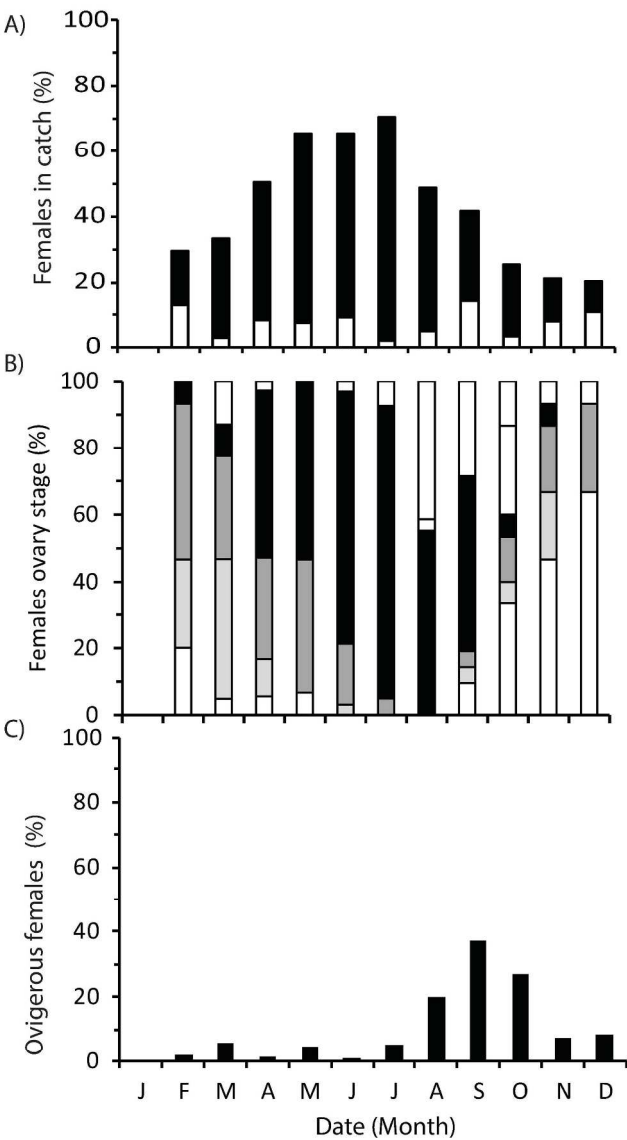 A)
Females in catch (%)
100
80
60
40
20
0
B)
Females ovary stage (%)
100
80
60
40
20
0
C)
Ovigerous females (%)
100
80
60
40
20
0
J F M A M J J A S O N D
Date (Month)